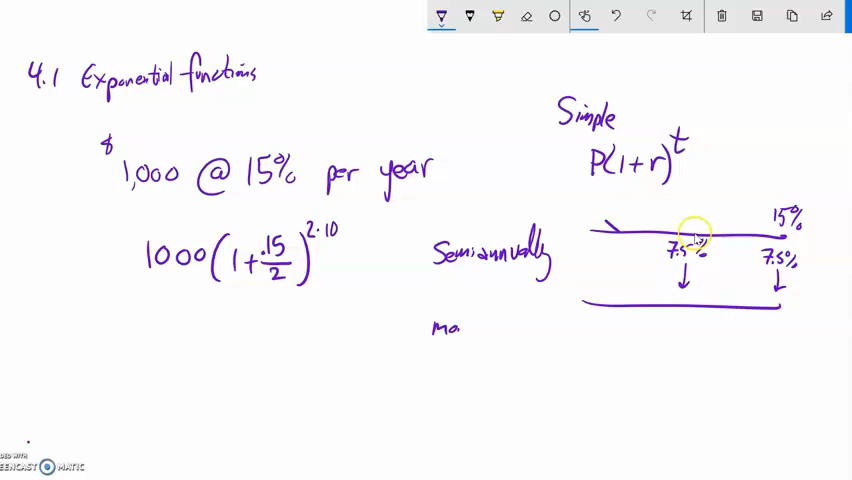 4.1 Exponential functions
Simple
$1,000 @ 15% per year
P(1+r)^t
15%
1000(1+.15/2)^2·10
Semiannually
7.5%
7.5%
mo